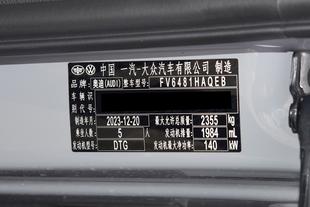 中国 一汽-大众汽车有限公司 制造
品牌: 奥迪(AUDI) 整车型号: FV6481HAQEB
车辆识
别代号:
制造年月 2023-12-20 最大允许总质量 2355 kg
乘坐人数 5 人 发动机排量 1984 mL
发动机型号 DTG 发动机最大净功率 140 kW